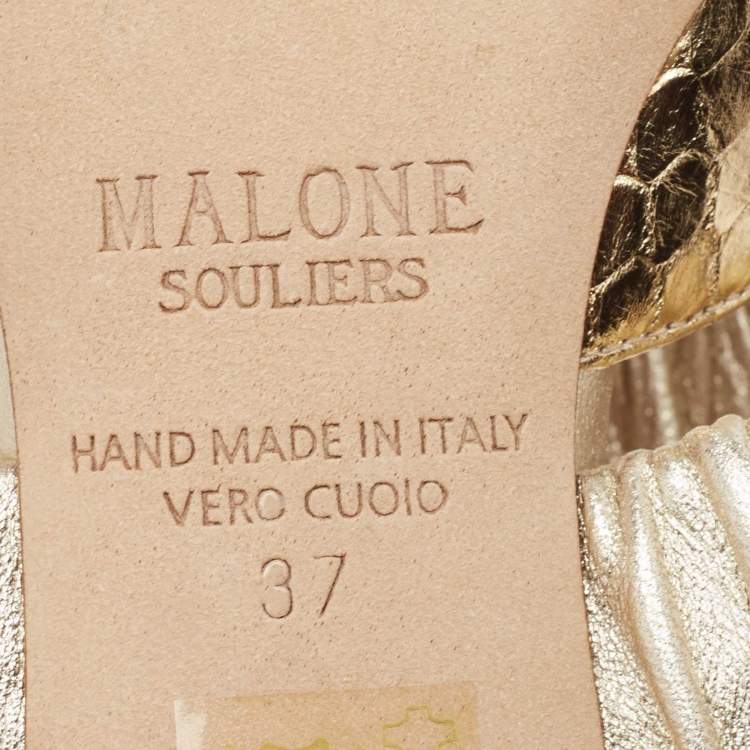 MALONE
SOULIERS
HAND MADE IN ITALY
VERO CUOIO
37